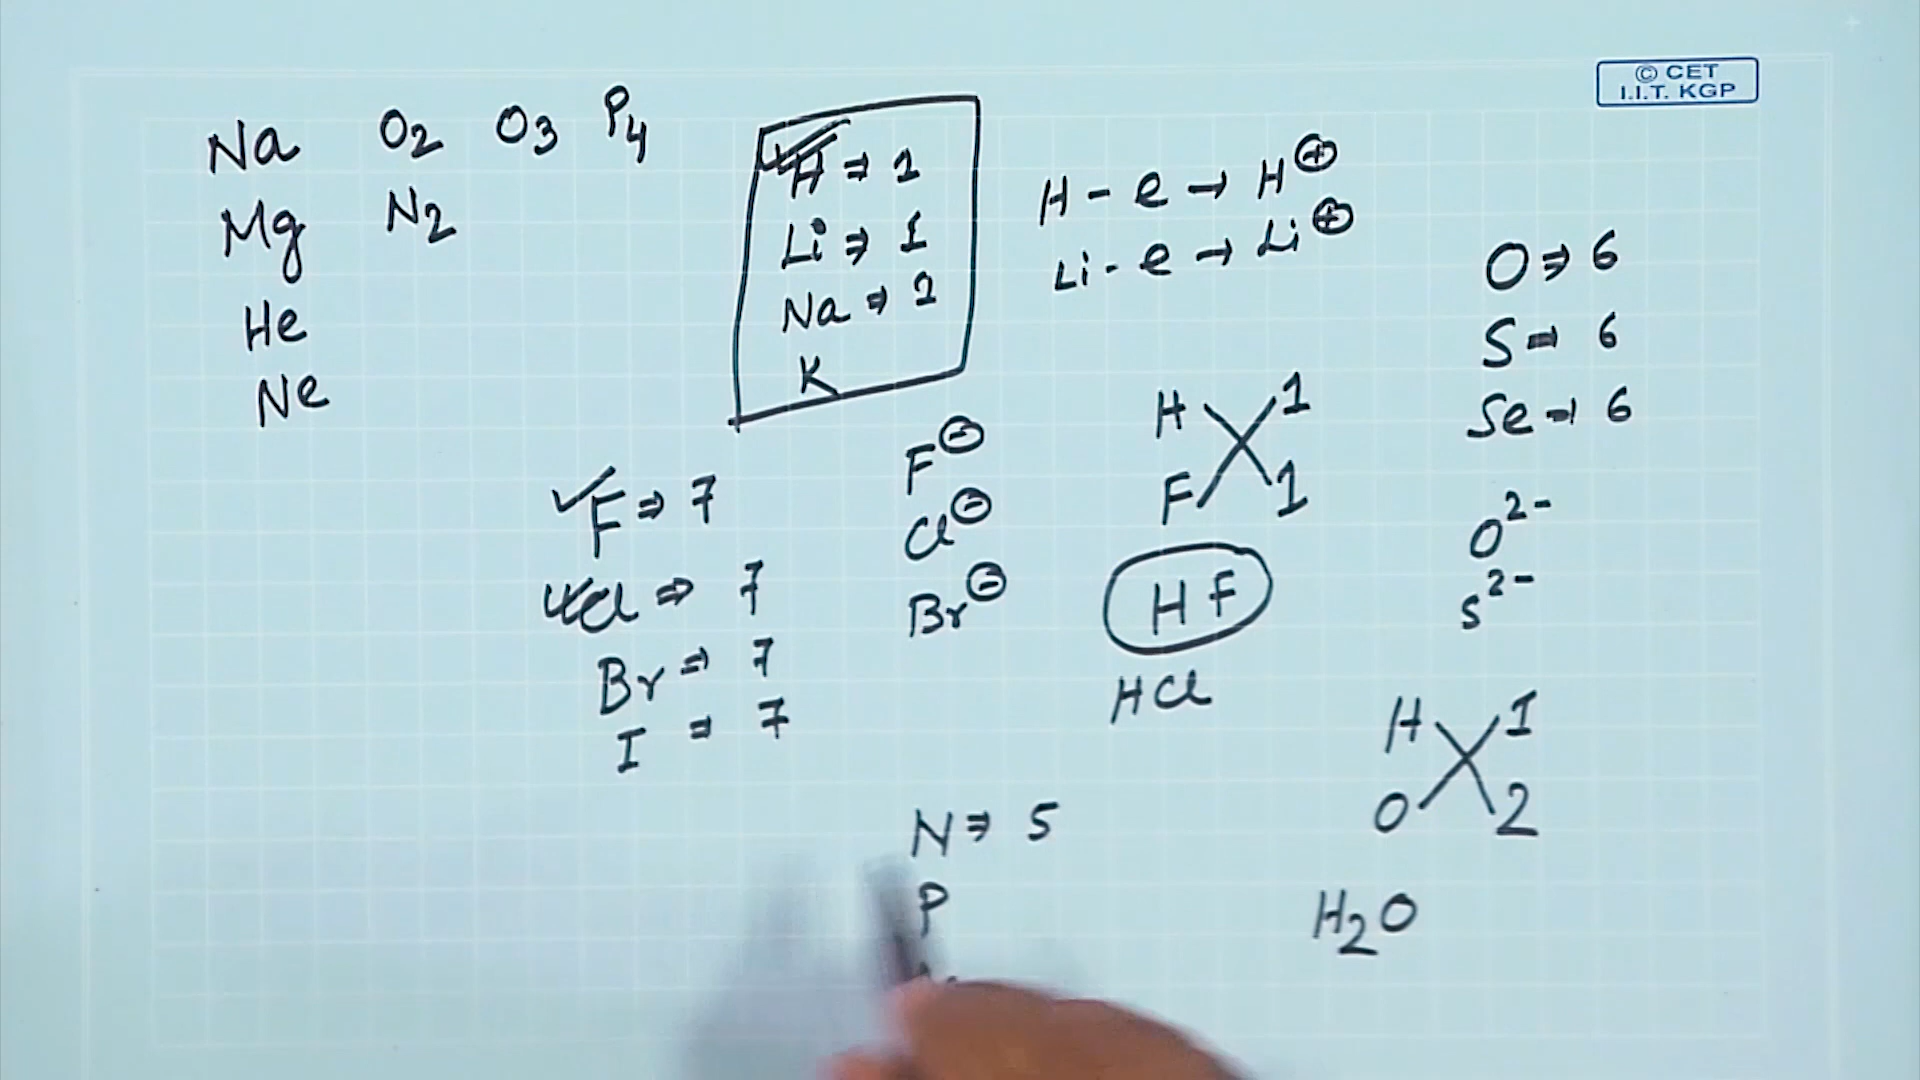 © CET
I.I.T. KGP
Na O2 O3 P4
Mg N2
He
Ne
H ⇒ 1
Li ⇒ 1
Na ⇒ 1
K
H - e → H⊕
Li - e → Li⊕
O ⇒ 6
S ⇒ 6
Se ⇒ 6
✓F ⇒ 7
Cl ⇒ 7
Br ⇒ 7
I ⇒ 7
F⊖
Cl⊖
Br⊖
H 1
F 1
HF
HCl
O2-
S2-
H 1
O 2
H2O
N ⇒ 5
P